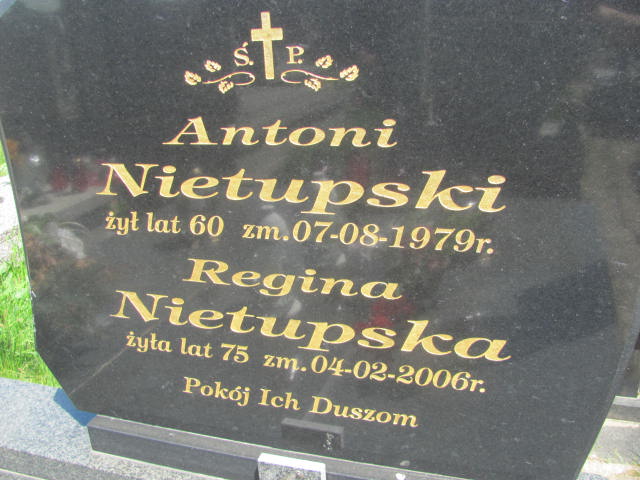 Ś. P.
Antoni
Nietupski
żył lat 60 zm.07-08-1979r.
Regina
Nietupska
żyła lat 75 zm.04-02-2006r.
Pokój Ich Duszom